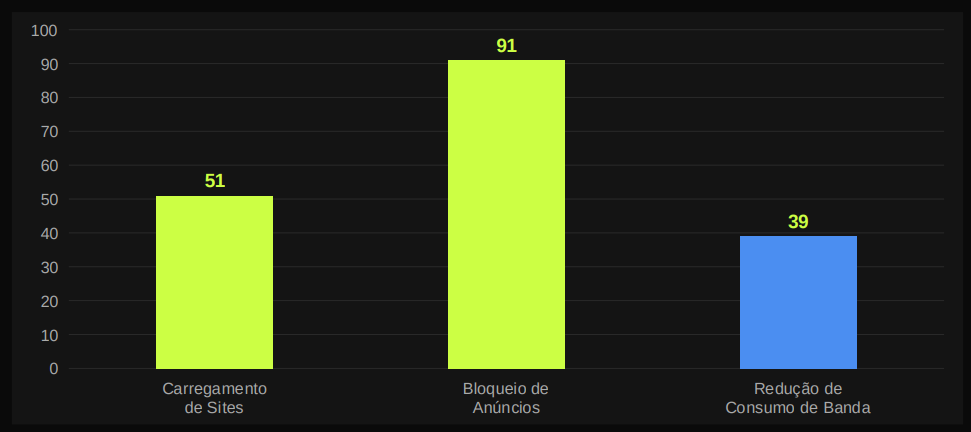 100
91
90
80
70
60
51
50
40
39
30
20
10
0
Carregamento
de Sites
Bloqueio de
Anúncios
Redução de
Consumo de Banda